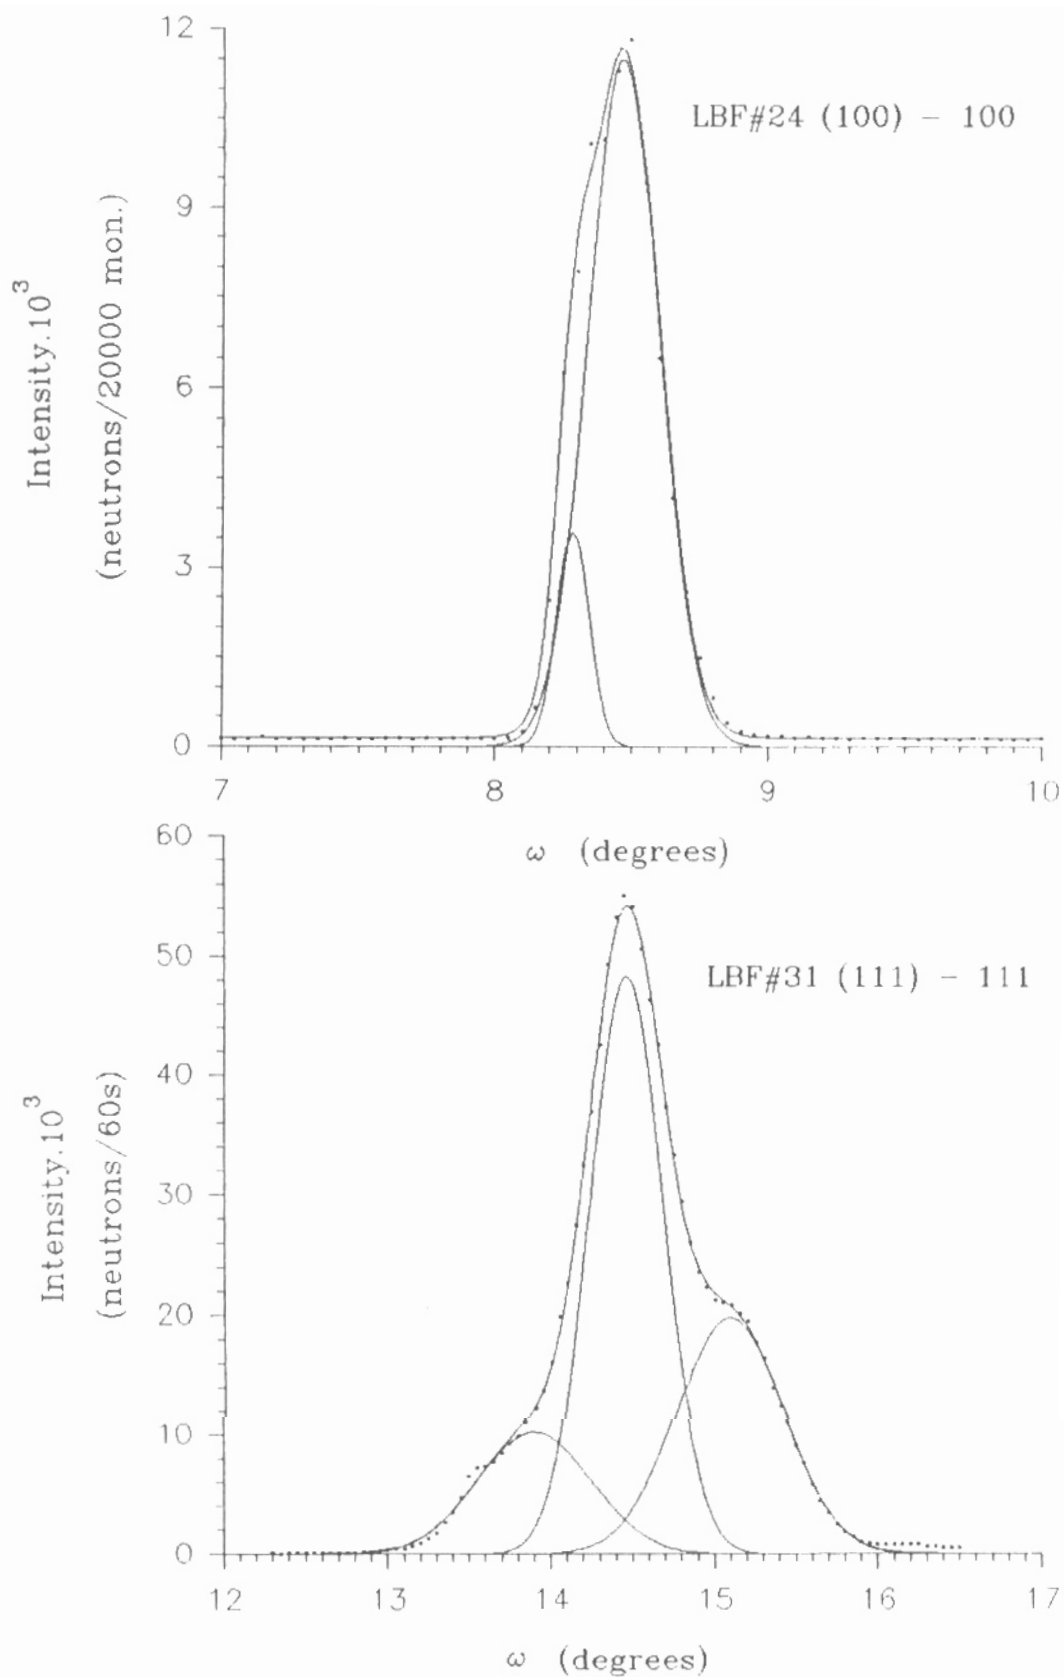 12
9
6
3
0
Intensity.10³
(neutrons/20000 mon.)
LBF#24 (100) – 100
7 8 9 10
ω (degrees)
60
50
40
30
20
10
0
Intensity.10³
(neutrons/60s)
LBF#31 (111) – 111
12 13 14 15 16 17
ω (degrees)